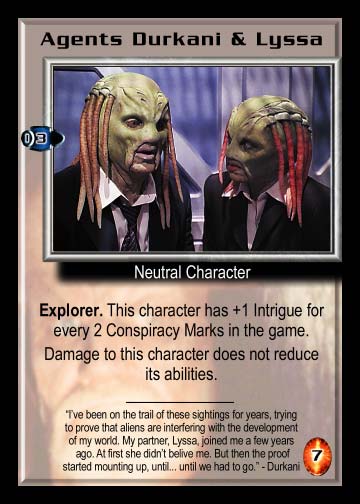 Agents Durkani & Lyssa
3
Neutral Character
Explorer. This character has +1 Intrigue for
every 2 Conspiracy Marks in the game.
Damage to this character does not reduce
its abilities.
"I've been on the trail of these sightings for years, trying
to prove that aliens are interfering with the development
of my world. My partner, Lyssa, joined me a few years
ago. At first she didn't belive me. But then the proof
started mounting up, until... until we had to go." - Durkani
7